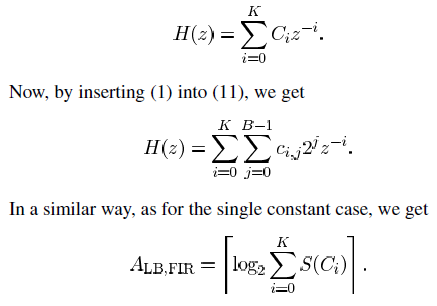 H(z) = \sum_{i=0}^{K} C_i z^{-i}.
Now, by inserting (1) into (11), we get
H(z) = \sum_{i=0}^{K} \sum_{j=0}^{B-1} c_{i,j} 2^j z^{-i}.
In a similar way, as for the single constant case, we get
A_{LB,FIR} = \left\lceil \log_2 \sum_{i=0}^{K} S(C_i) \right\rceil.